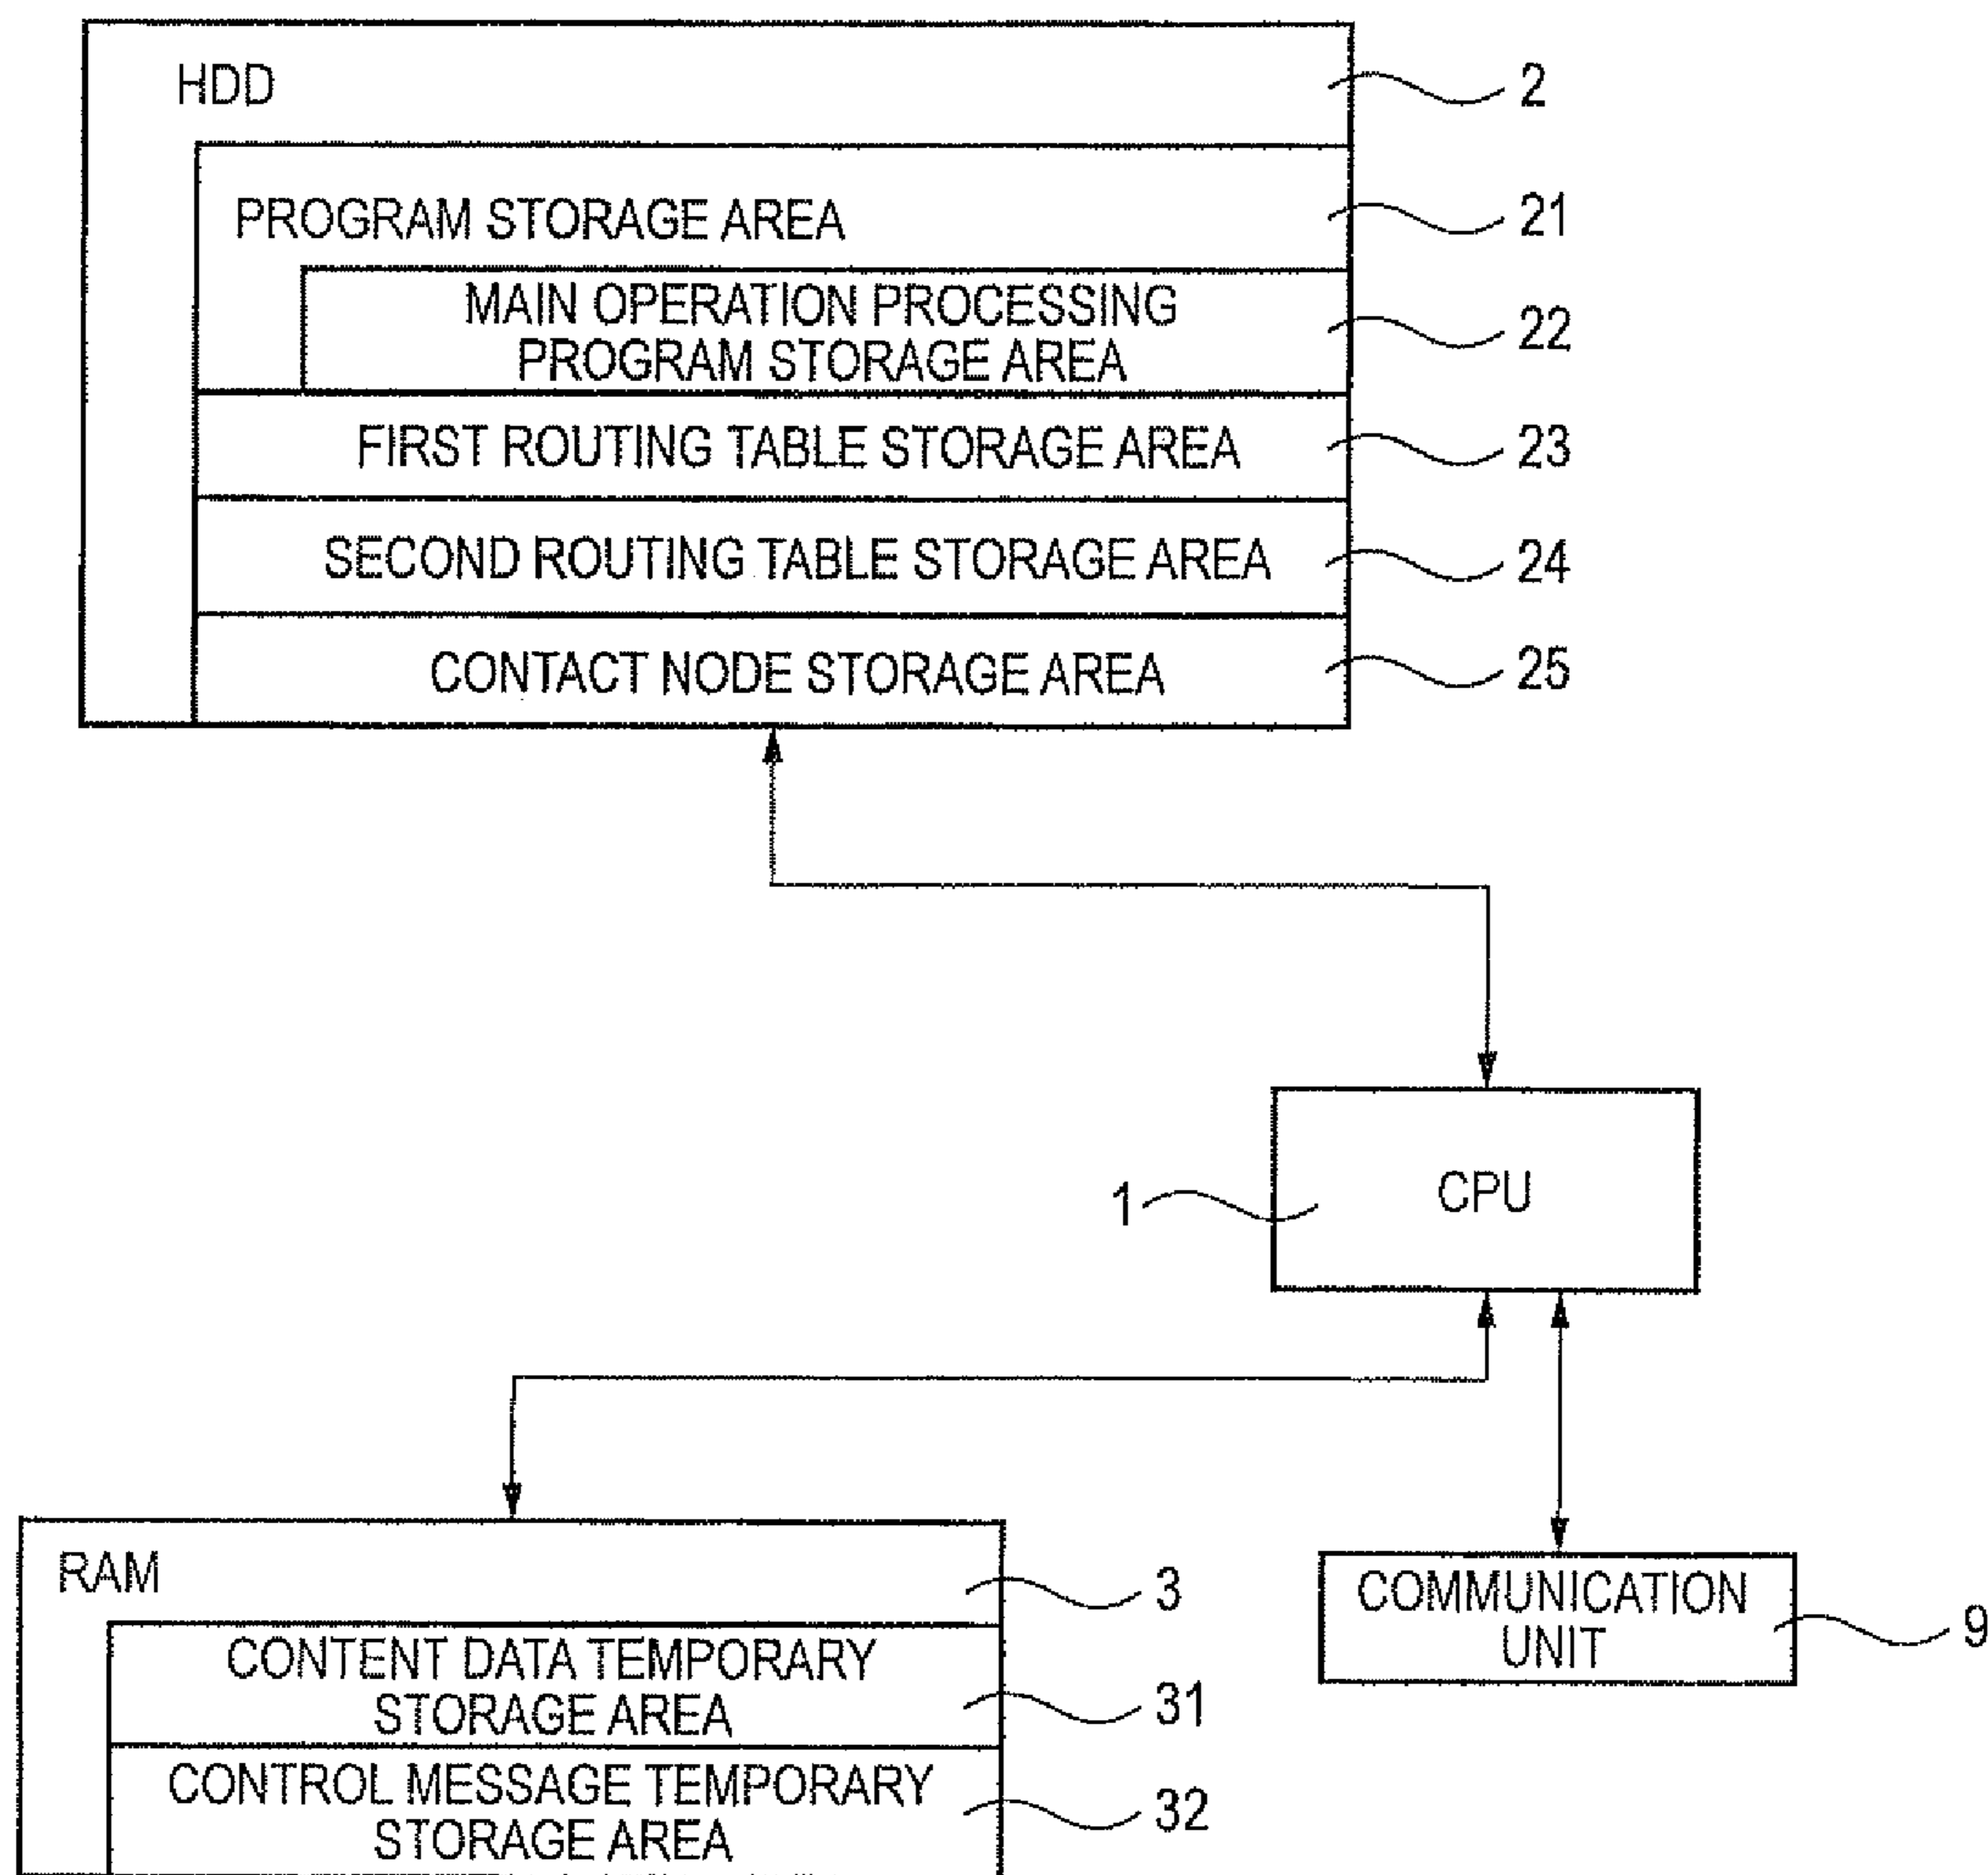 HDD
2
PROGRAM STORAGE AREA
21
MAIN OPERATION PROCESSING
PROGRAM STORAGE AREA
22
FIRST ROUTING TABLE STORAGE AREA
23
SECOND ROUTING TABLE STORAGE AREA
24
CONTACT NODE STORAGE AREA
25
1
CPU
RAM
3
CONTENT DATA TEMPORARY
STORAGE AREA
31
CONTROL MESSAGE TEMPORARY
STORAGE AREA
32
COMMUNICATION
UNIT
9